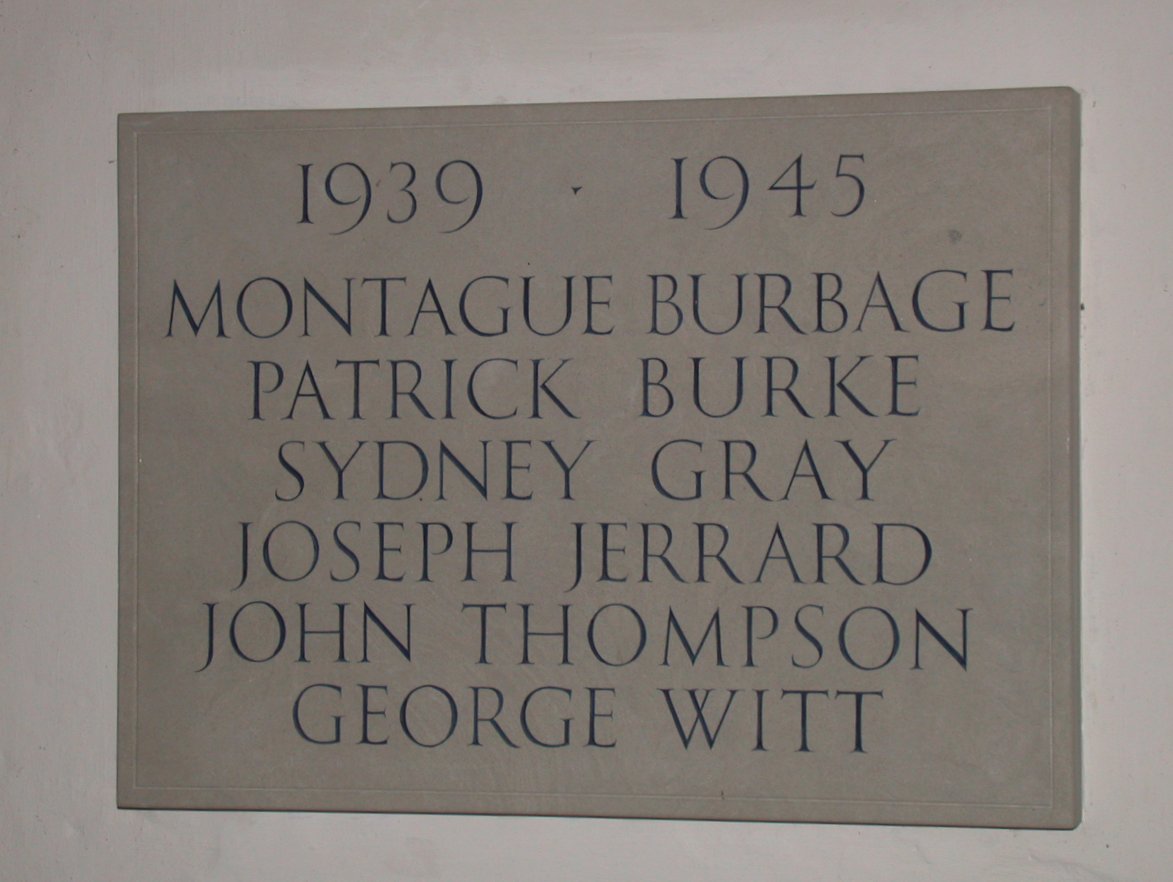 1939 · 1945
MONTAGUE BURBAGE
PATRICK BURKE
SYDNEY GRAY
JOSEPH JERRARD
JOHN THOMPSON
GEORGE WITT